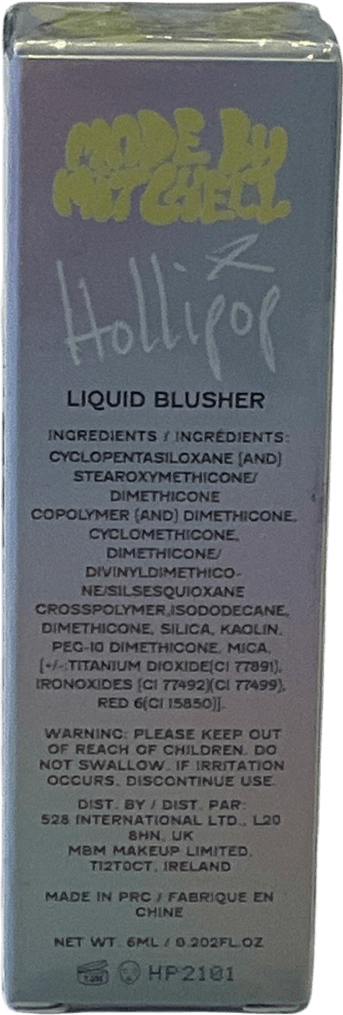 MADE BY
MITCHELL
Hollipop
LIQUID BLUSHER
INGREDIENTS / INGRÉDIENTS:
CYCLOPENTASILOXANE (AND)
STEAROXYMETHICONE/
DIMETHICONE
COPOLYMER (AND) DIMETHICONE,
CYCLOMETHICONE,
DIMETHICONE/
DIVINYLDIMETHICO-
NE/SILSESQUIOXANE
CROSSPOLYMER,ISODODECANE,
DIMETHICONE, SILICA, KAOLIN,
PEG-10 DIMETHICONE, MICA,
[+/-:TITANIUM DIOXIDE(CI 77891),
IRONOXIDES [CI 77492)(CI 77499),
RED 6(CI 15850)].
WARNING: PLEASE KEEP OUT
OF REACH OF CHILDREN. DO
NOT SWALLOW. IF IRRITATION
OCCURS, DISCONTINUE USE.
DIST. BY / DIST. PAR:
528 INTERNATIONAL LTD., L20
8HN, UK
MBM MAKEUP LIMITED,
T12T0CT, IRELAND
MADE IN PRC / FABRIQUE EN
CHINE
NET WT. 6ML / 0.202FL.OZ
HP2101